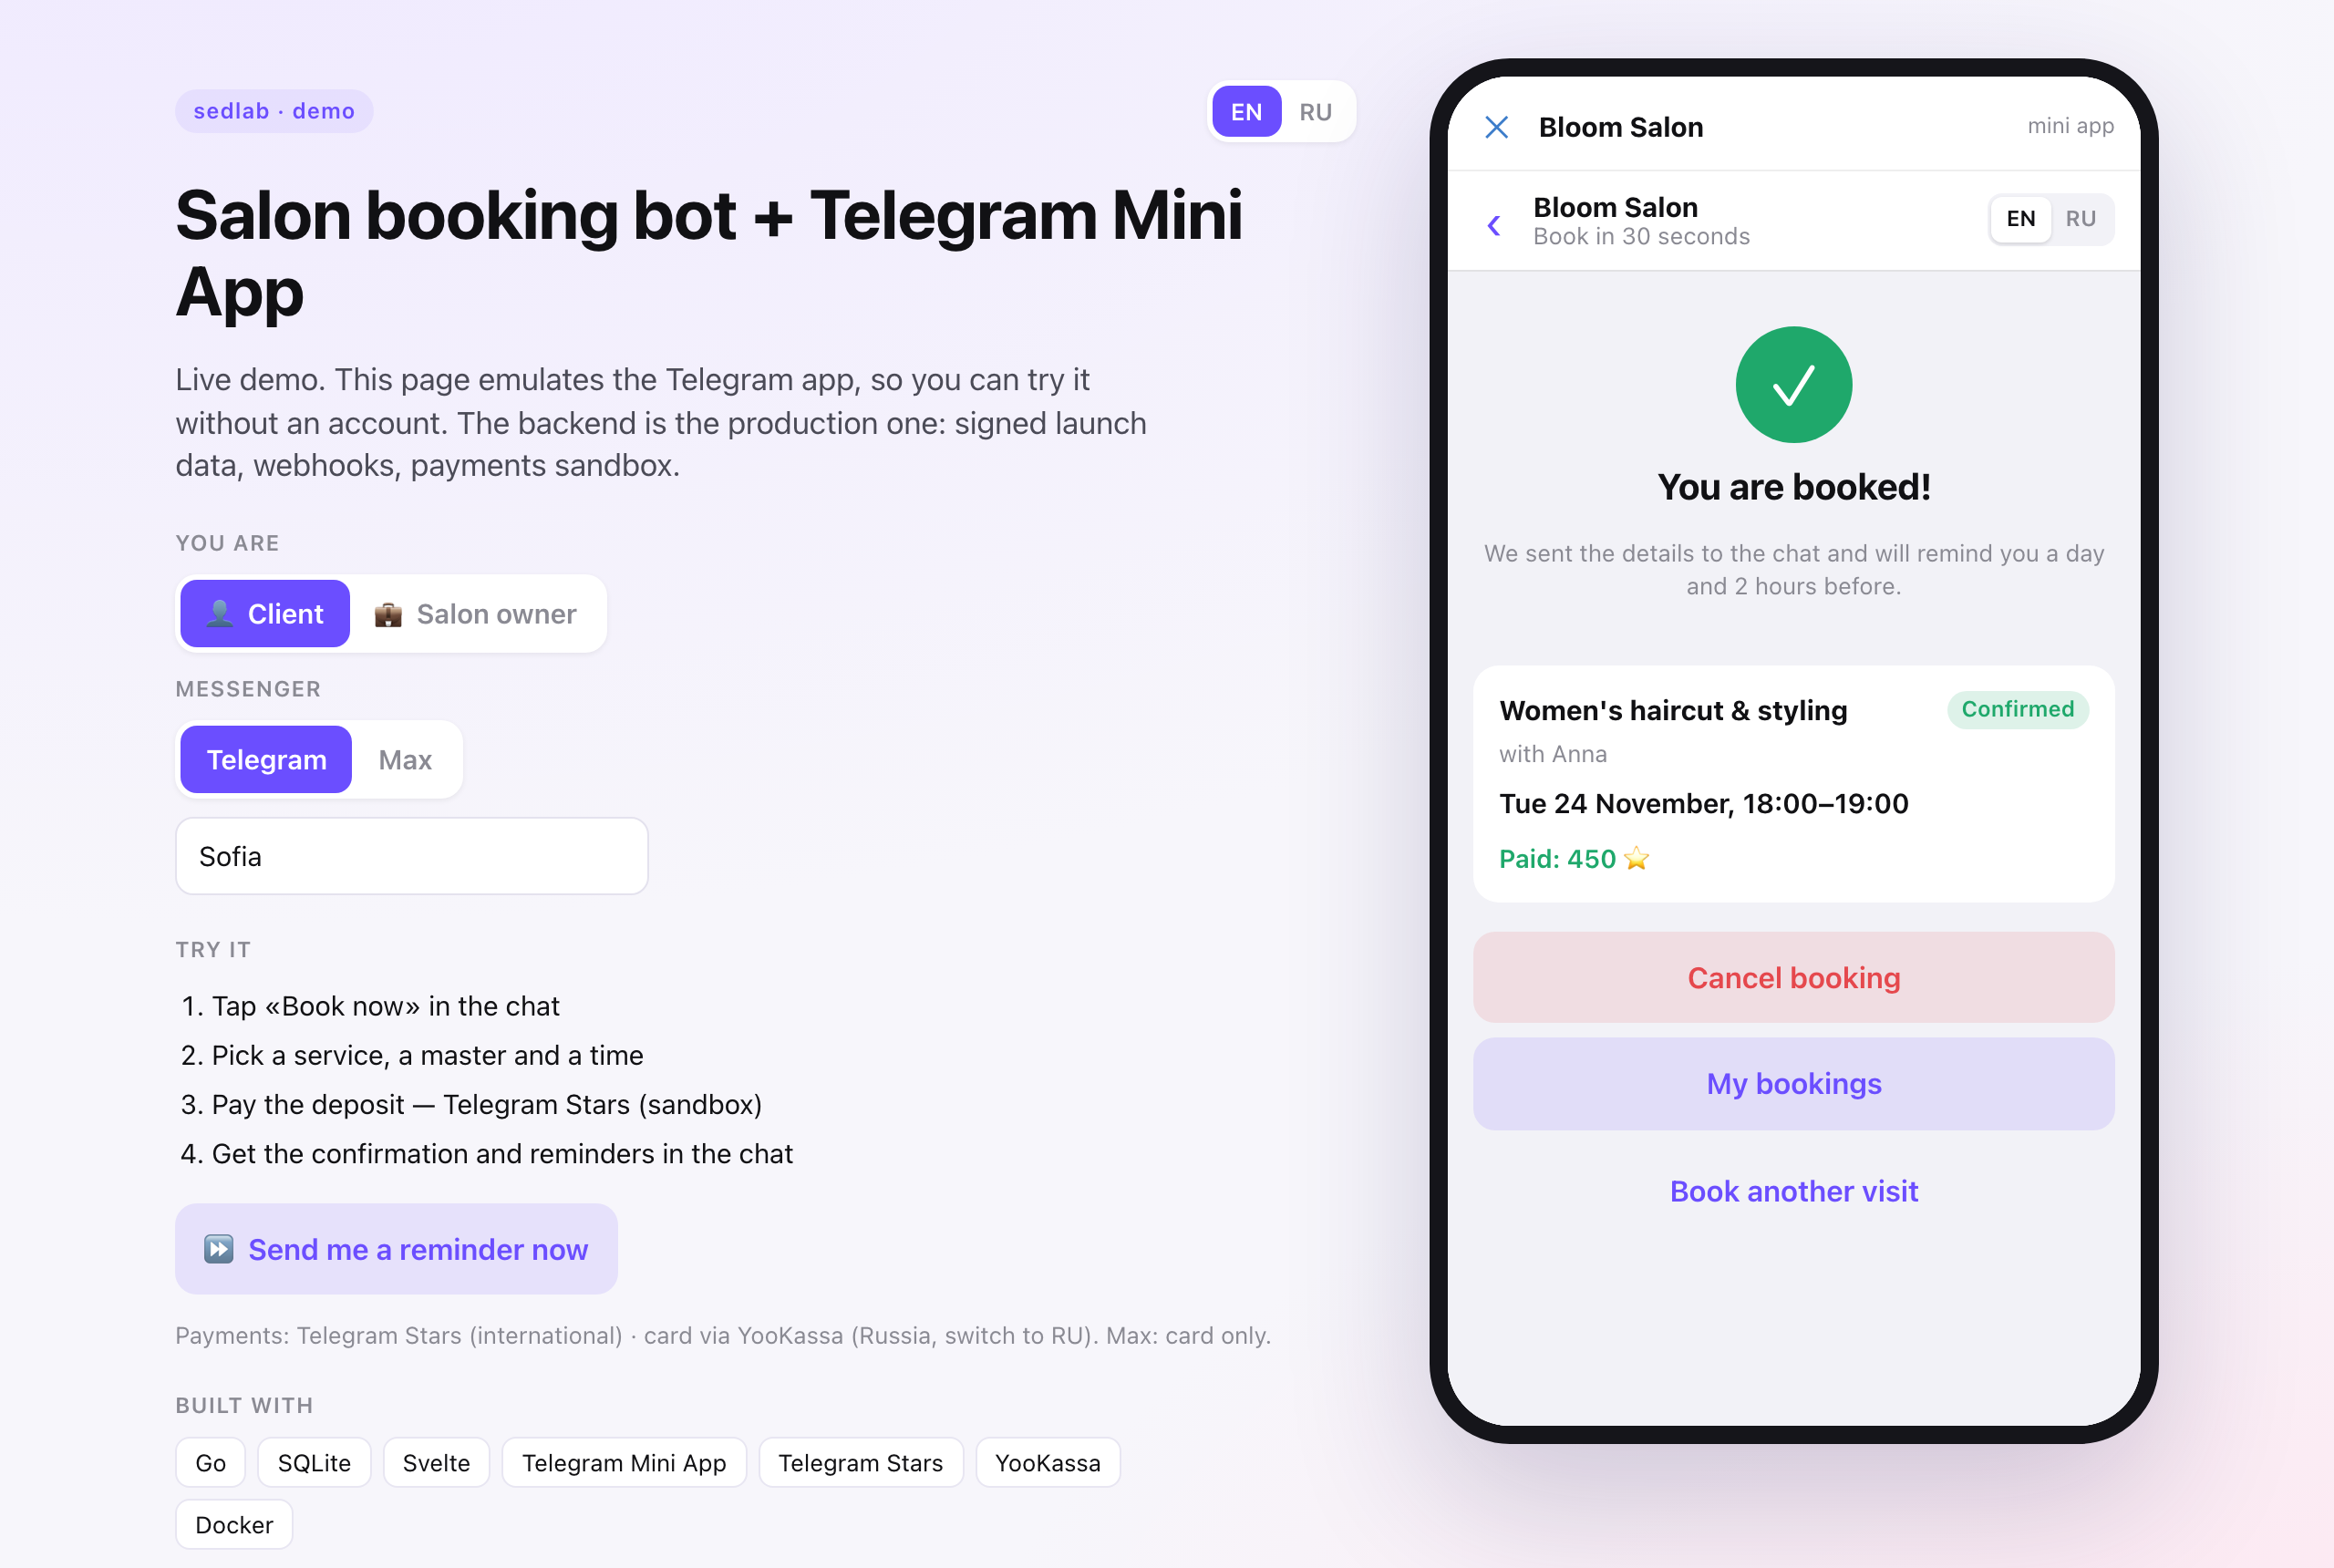 sedlab · demo
EN RU
Salon booking bot + Telegram Mini
App
Live demo. This page emulates the Telegram app, so you can try it
without an account. The backend is the production one: signed launch
data, webhooks, payments sandbox.
YOU ARE
Client Salon owner
MESSENGER
Telegram Max
Sofia
TRY IT
1. Tap «Book now» in the chat
2. Pick a service, a master and a time
3. Pay the deposit — Telegram Stars (sandbox)
4. Get the confirmation and reminders in the chat
Send me a reminder now
Payments: Telegram Stars (international) · card via YooKassa (Russia, switch to RU). Max: card only.
BUILT WITH
Go SQLite Svelte Telegram Mini App Telegram Stars YooKassa
Docker
Bloom Salon mini app
Bloom Salon
Book in 30 seconds
EN RU
You are booked!
We sent the details to the chat and will remind you a day
and 2 hours before.
Women's haircut & styling Confirmed
with Anna
Tue 24 November, 18:00–19:00
Paid: 450 ⭐
Cancel booking
My bookings
Book another visit